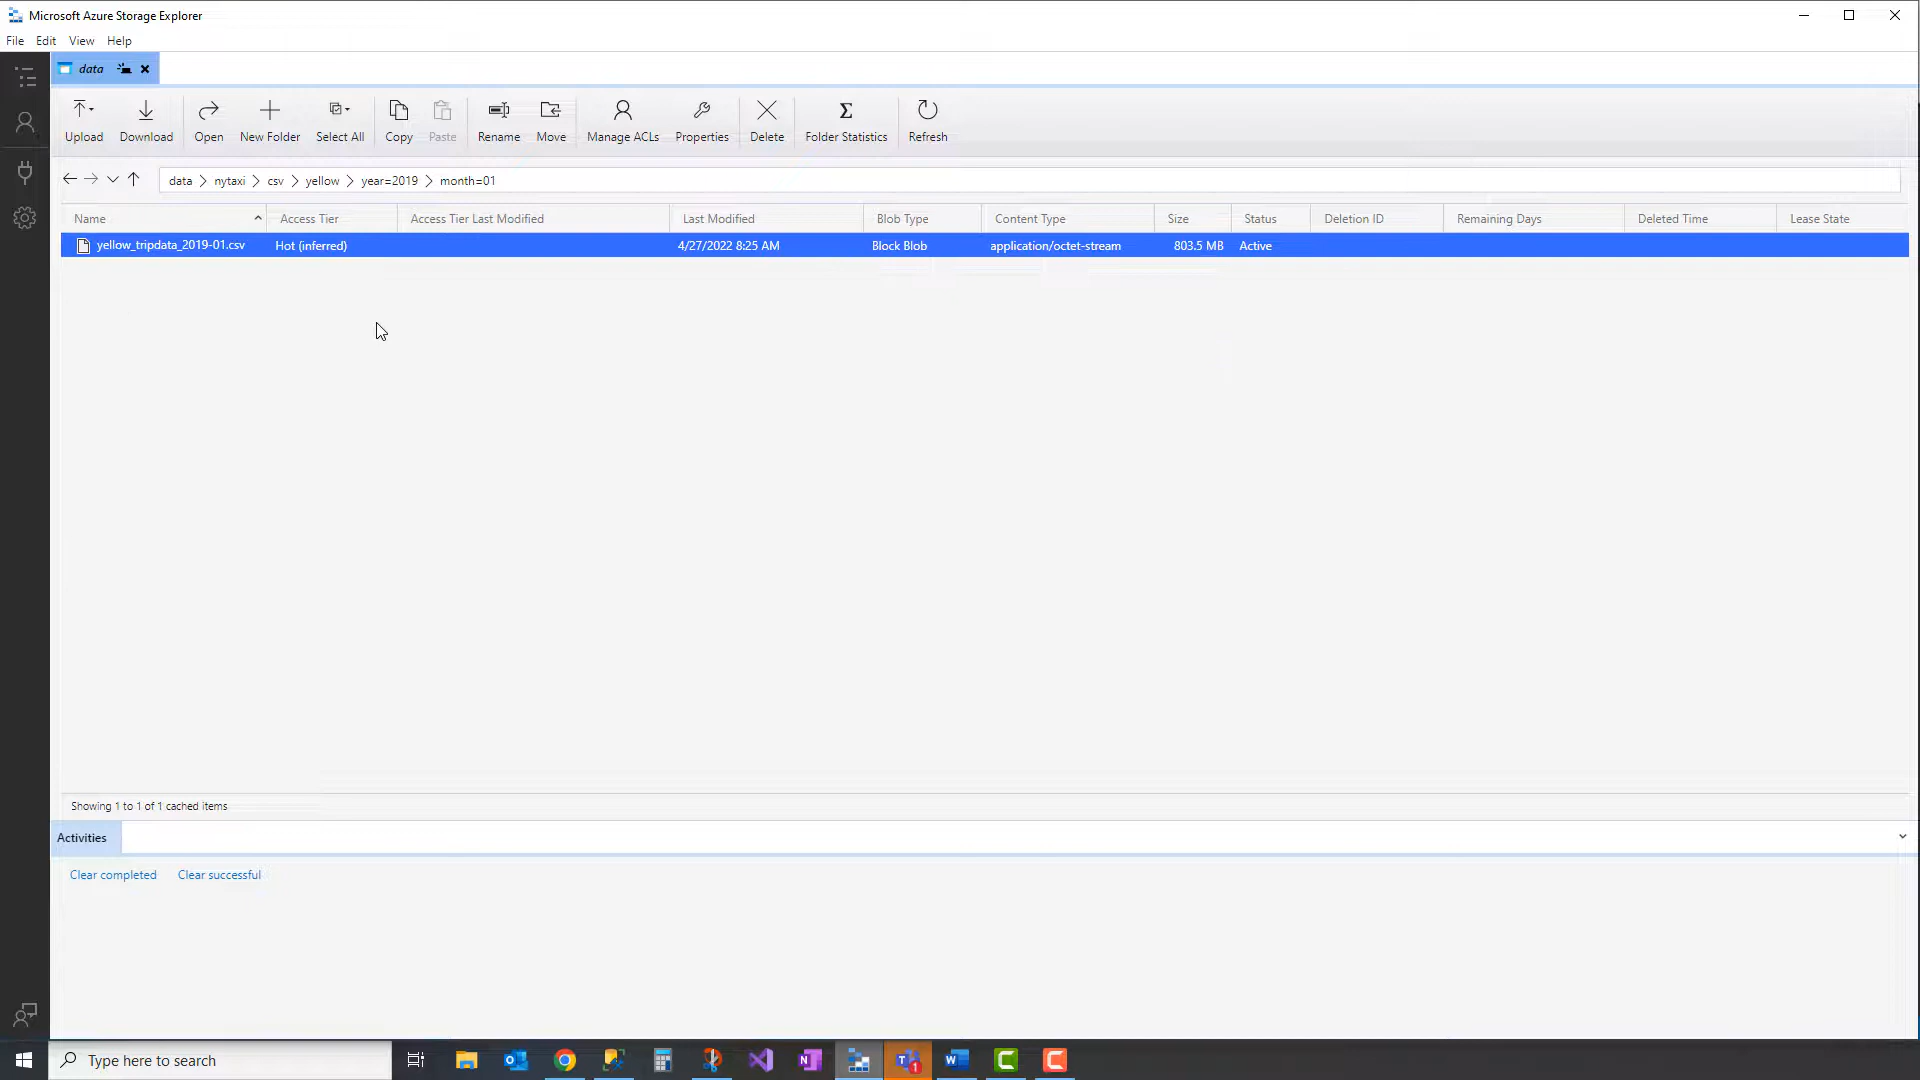 Microsoft Azure Storage Explorer
File Edit View Help
data
Upload Download Open New Folder Select All Copy Paste Rename Move Manage ACLs Properties Delete Folder Statistics Refresh
data nytaxi csv yellow year=2019 month=01
Name Access Tier Access Tier Last Modified Last Modified Blob Type Content Type Size Status Deletion ID Remaining Days Deleted Time Lease State
yellow_tripdata_2019-01.csv Hot (inferred) 4/27/2022 8:25 AM Block Blob application/octet-stream 803.5 MB Active
Showing 1 to 1 of 1 cached items
Activities
Clear completed Clear successful
Type here to search